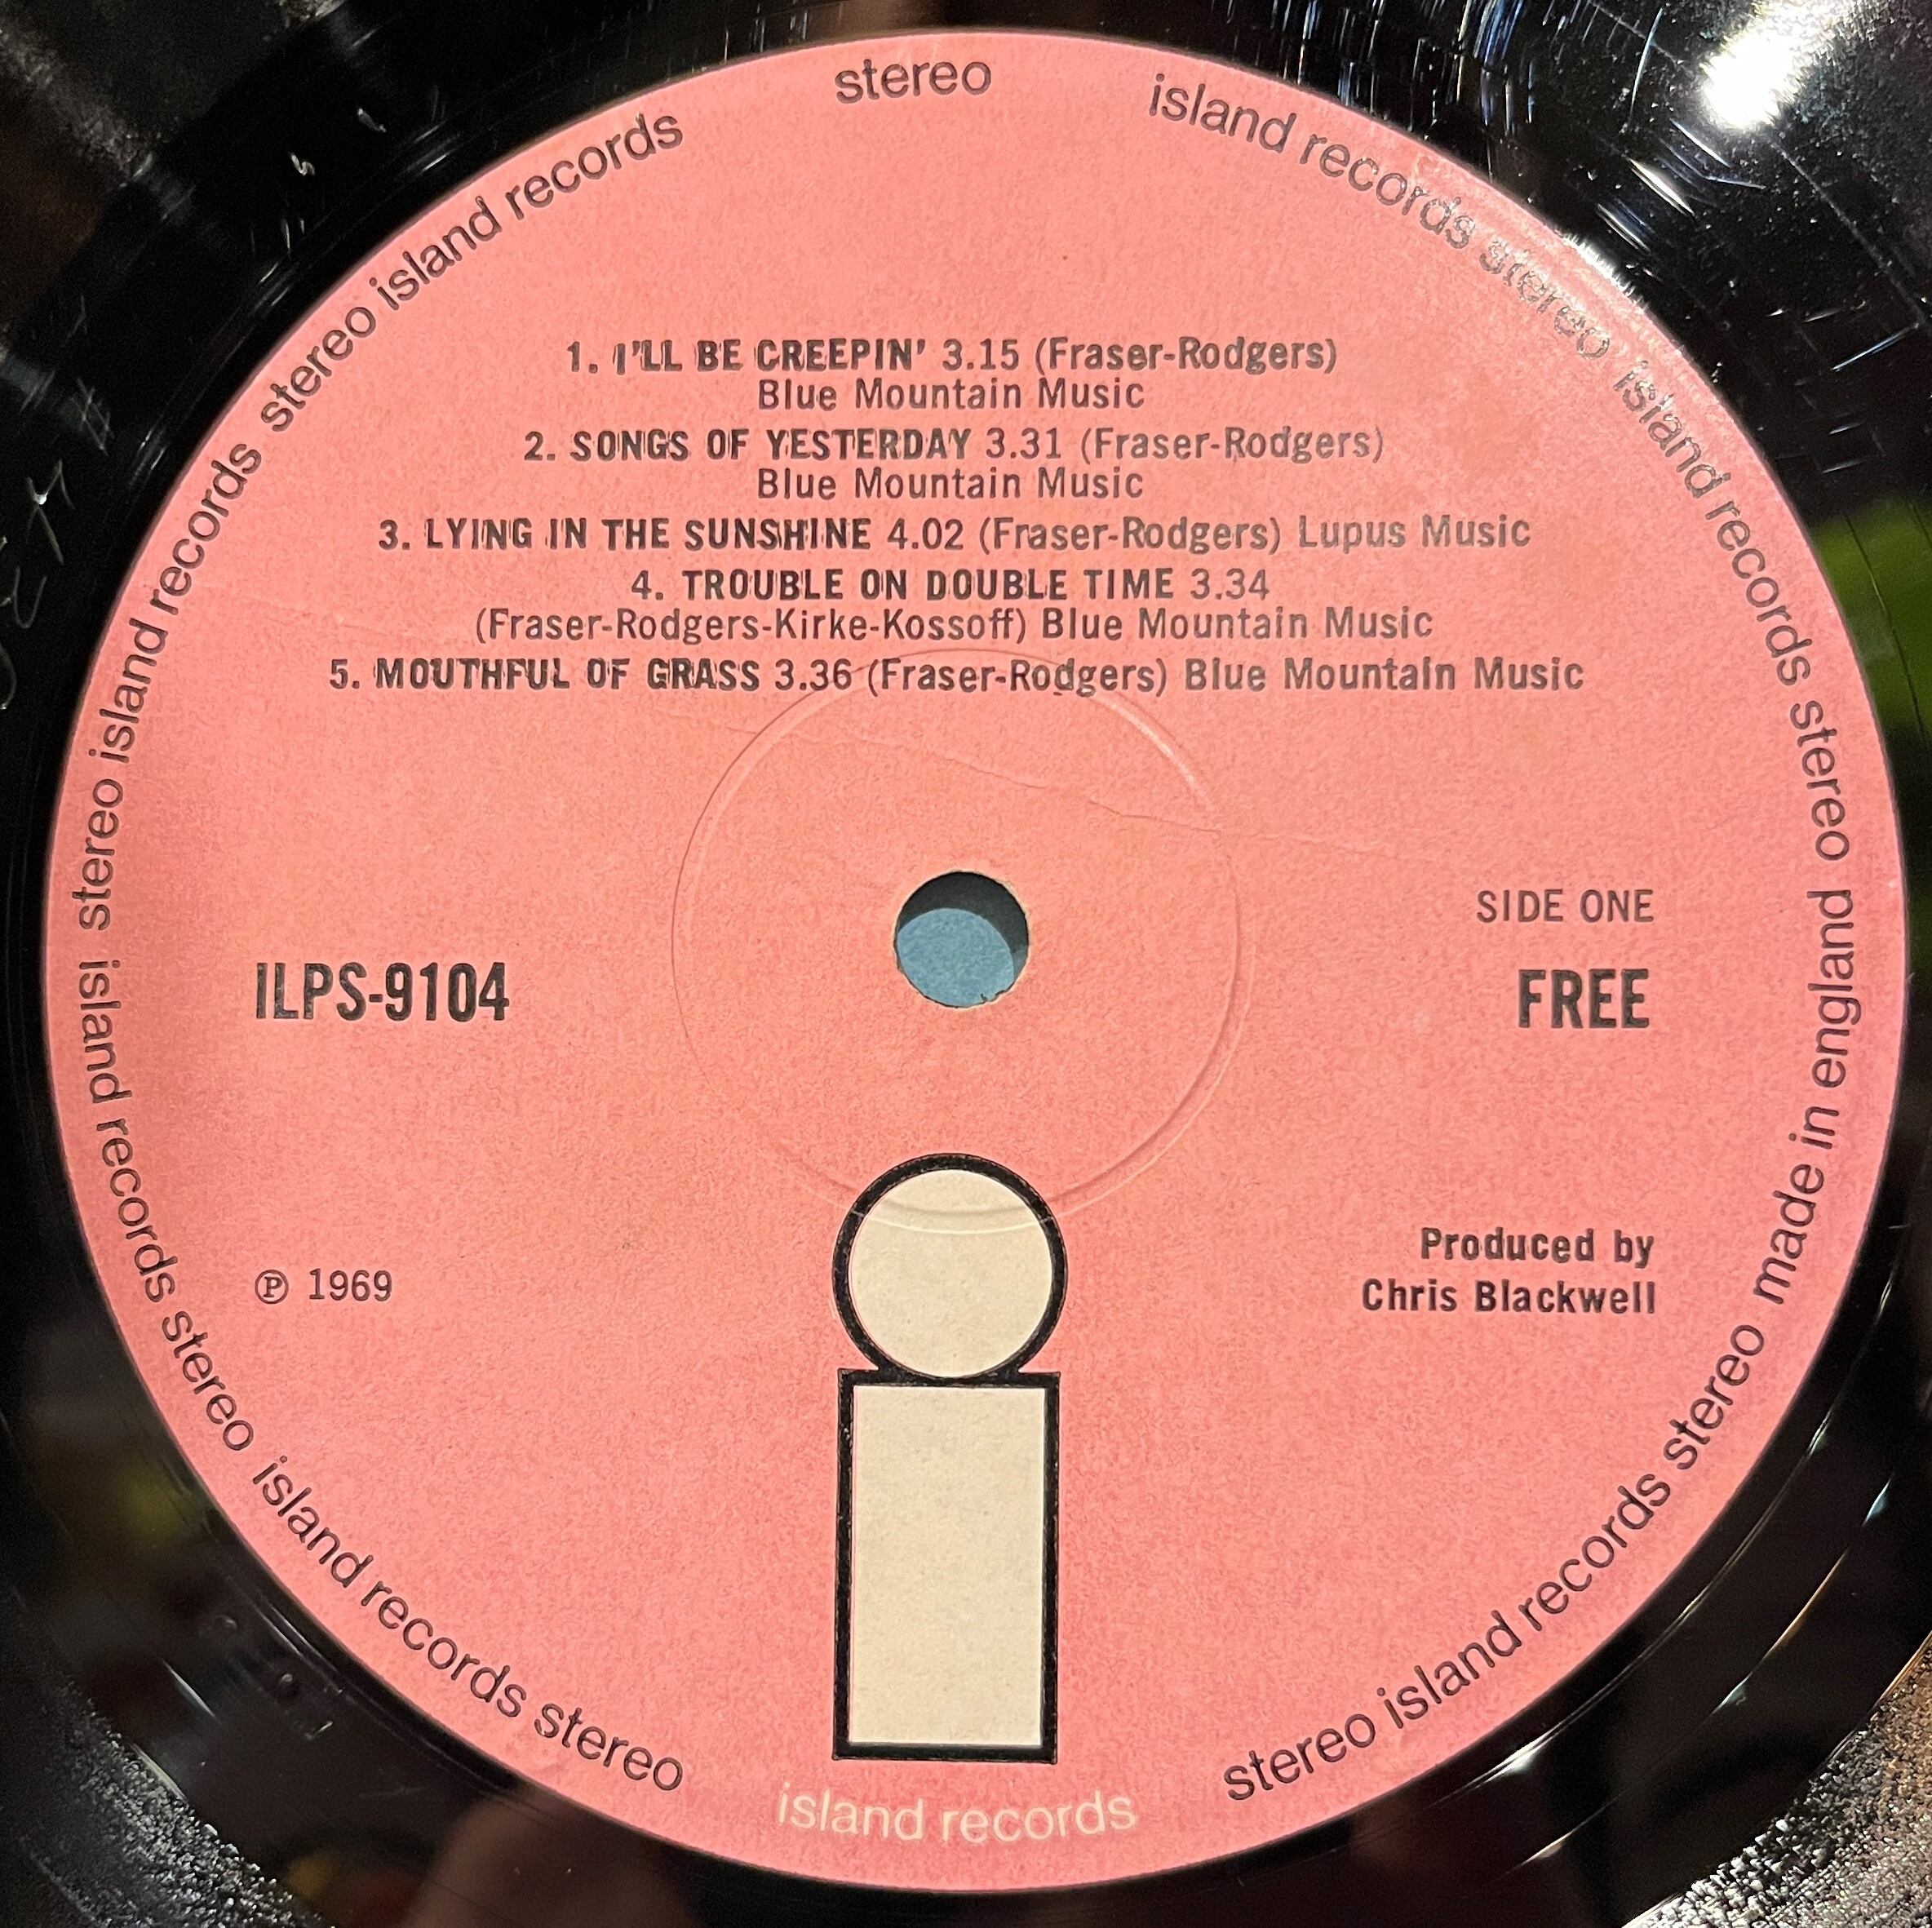 stereo
island records stereo island records stereo made in england
stereo island records stereo island records stereo island records
1. I'LL BE CREEPIN' 3.15 (Fraser-Rodgers)
Blue Mountain Music
2. SONGS OF YESTERDAY 3.31 (Fraser-Rodgers)
Blue Mountain Music
3. LYING IN THE SUNSHINE 4.02 (Fraser-Rodgers) Lupus Music
4. TROUBLE ON DOUBLE TIME 3.34
(Fraser-Rodgers-Kirke-Kossoff) Blue Mountain Music
5. MOUTHFUL OF GRASS 3.36 (Fraser-Rodgers) Blue Mountain Music
SIDE ONE
ILPS-9104
FREE
Produced by
Chris Blackwell
℗ 1969
island records stereo island records stereo
stereo island records stereo
island records